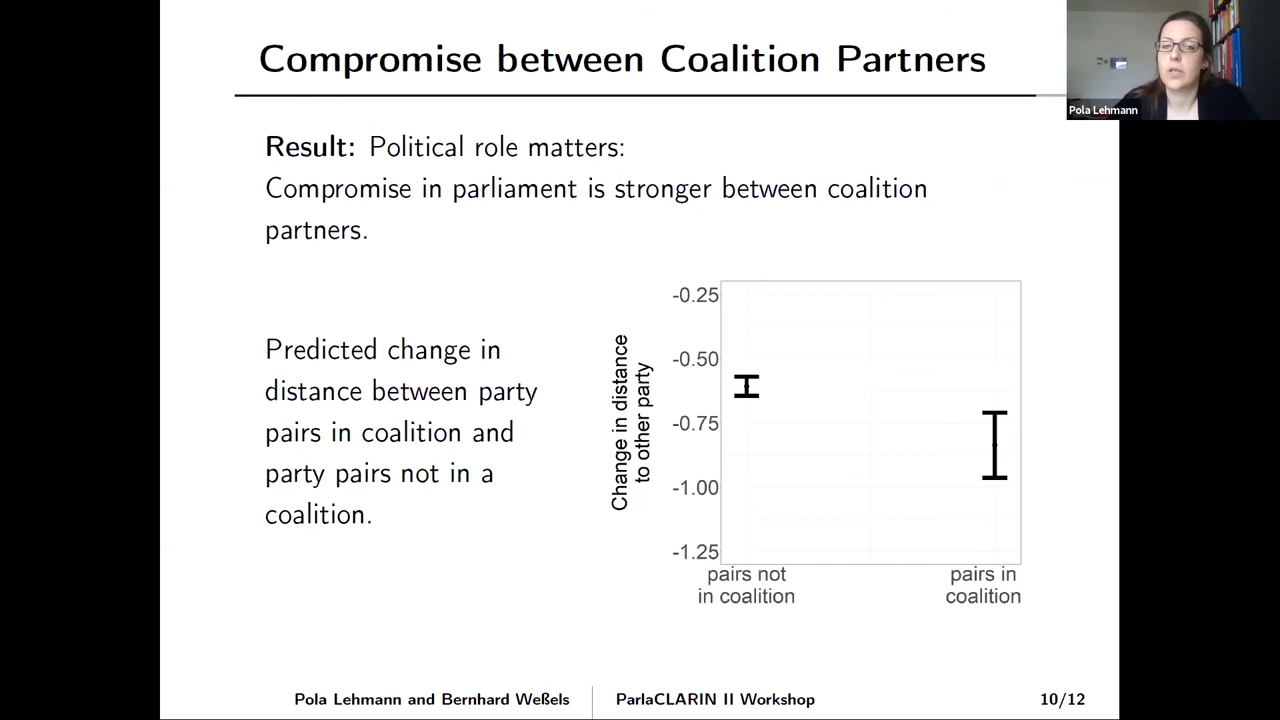 Compromise between Coalition Partners
Pola Lehmann
Result: Political role matters:
Compromise in parliament is stronger between coalition
partners.
Predicted change in
distance between party
pairs in coalition and
party pairs not in a
coalition.
Change in distance
to other party
-0.25
-0.50
-0.75
-1.00
-1.25
pairs not
in coalition
pairs in
coalition
Pola Lehmann and Bernhard Weßels
ParlaCLARIN II Workshop
10/12